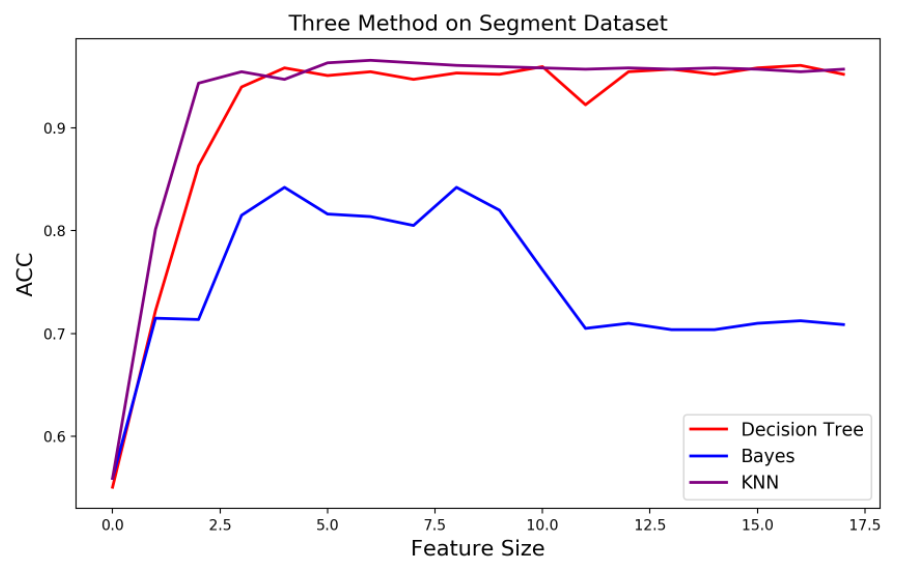 Three Method on Segment Dataset
ACC
0.9
0.8
0.7
0.6
Decision Tree
Bayes
KNN
0.0 2.5 5.0 7.5 10.0 12.5 15.0 17.5
Feature Size